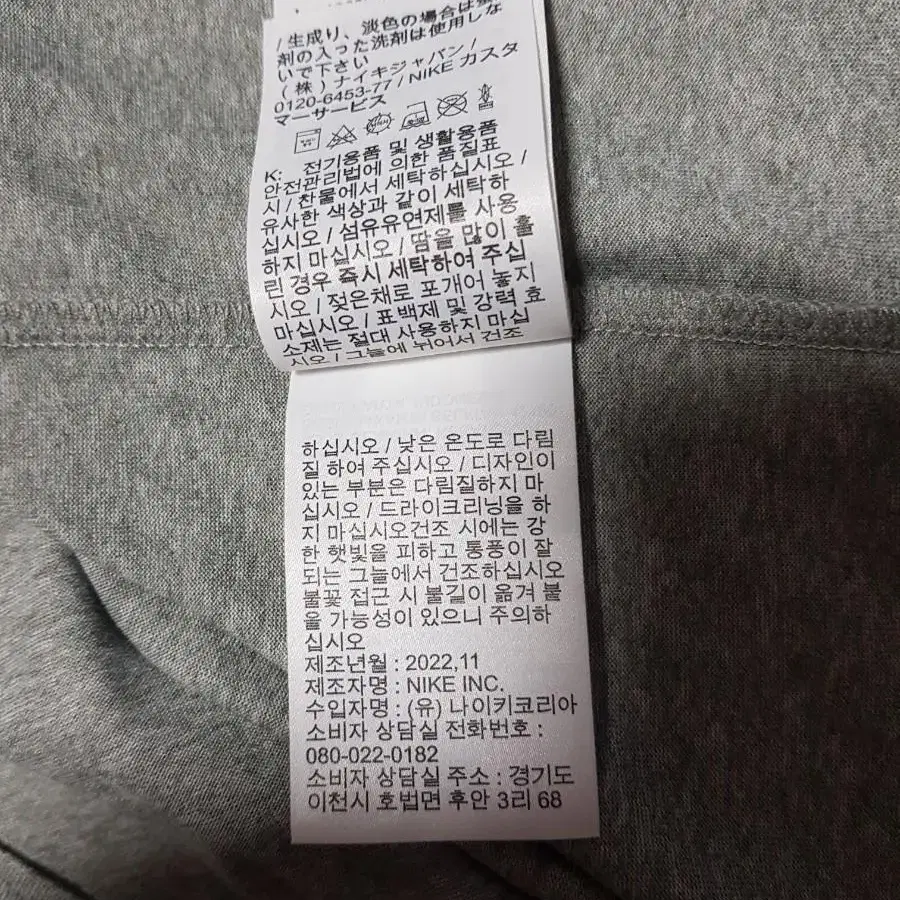 / 生成り、淡色の場合は
剤の入った洗剤は使用しな
いで下さい
(株) ナイキジャパン /
0120-6453-77 / NIKE カスタ
マーサービス
K: 전기용품 및 생활용품
안전관리법에 의한 품질표
시 / 찬물에서 세탁하십시오 /
유사한 색상과 같이 세탁하
십시오 / 섬유유연제를 사용
하지 마십시오 / 땀을 많이 흘
린 경우 즉시 세탁하여 주십
시오 / 젖은채로 포개어 놓지
마십시오 / 표백제 및 강력 효
소제는 절대 사용하지 마십
시오 / 그늘에 뉘어서 건조
하십시오 / 낮은 온도로 다림
질 하여 주십시오 / 디자인이
있는 부분은 다림질하지 마
십시오 / 드라이크리닝을 하
지 마십시오건조 시에는 강
한 햇빛을 피하고 통풍이 잘
되는 그늘에서 건조하십시오
불꽃 접근 시 불길이 옮겨 붙
을 가능성이 있으니 주의하
십시오
제조년월 : 2022,11
제조자명 : NIKE INC.
수입자명 : (유) 나이키코리아
소비자 상담실 전화번호 :
080-022-0182
소비자 상담실 주소 : 경기도
이천시 호법면 후안 3리 68